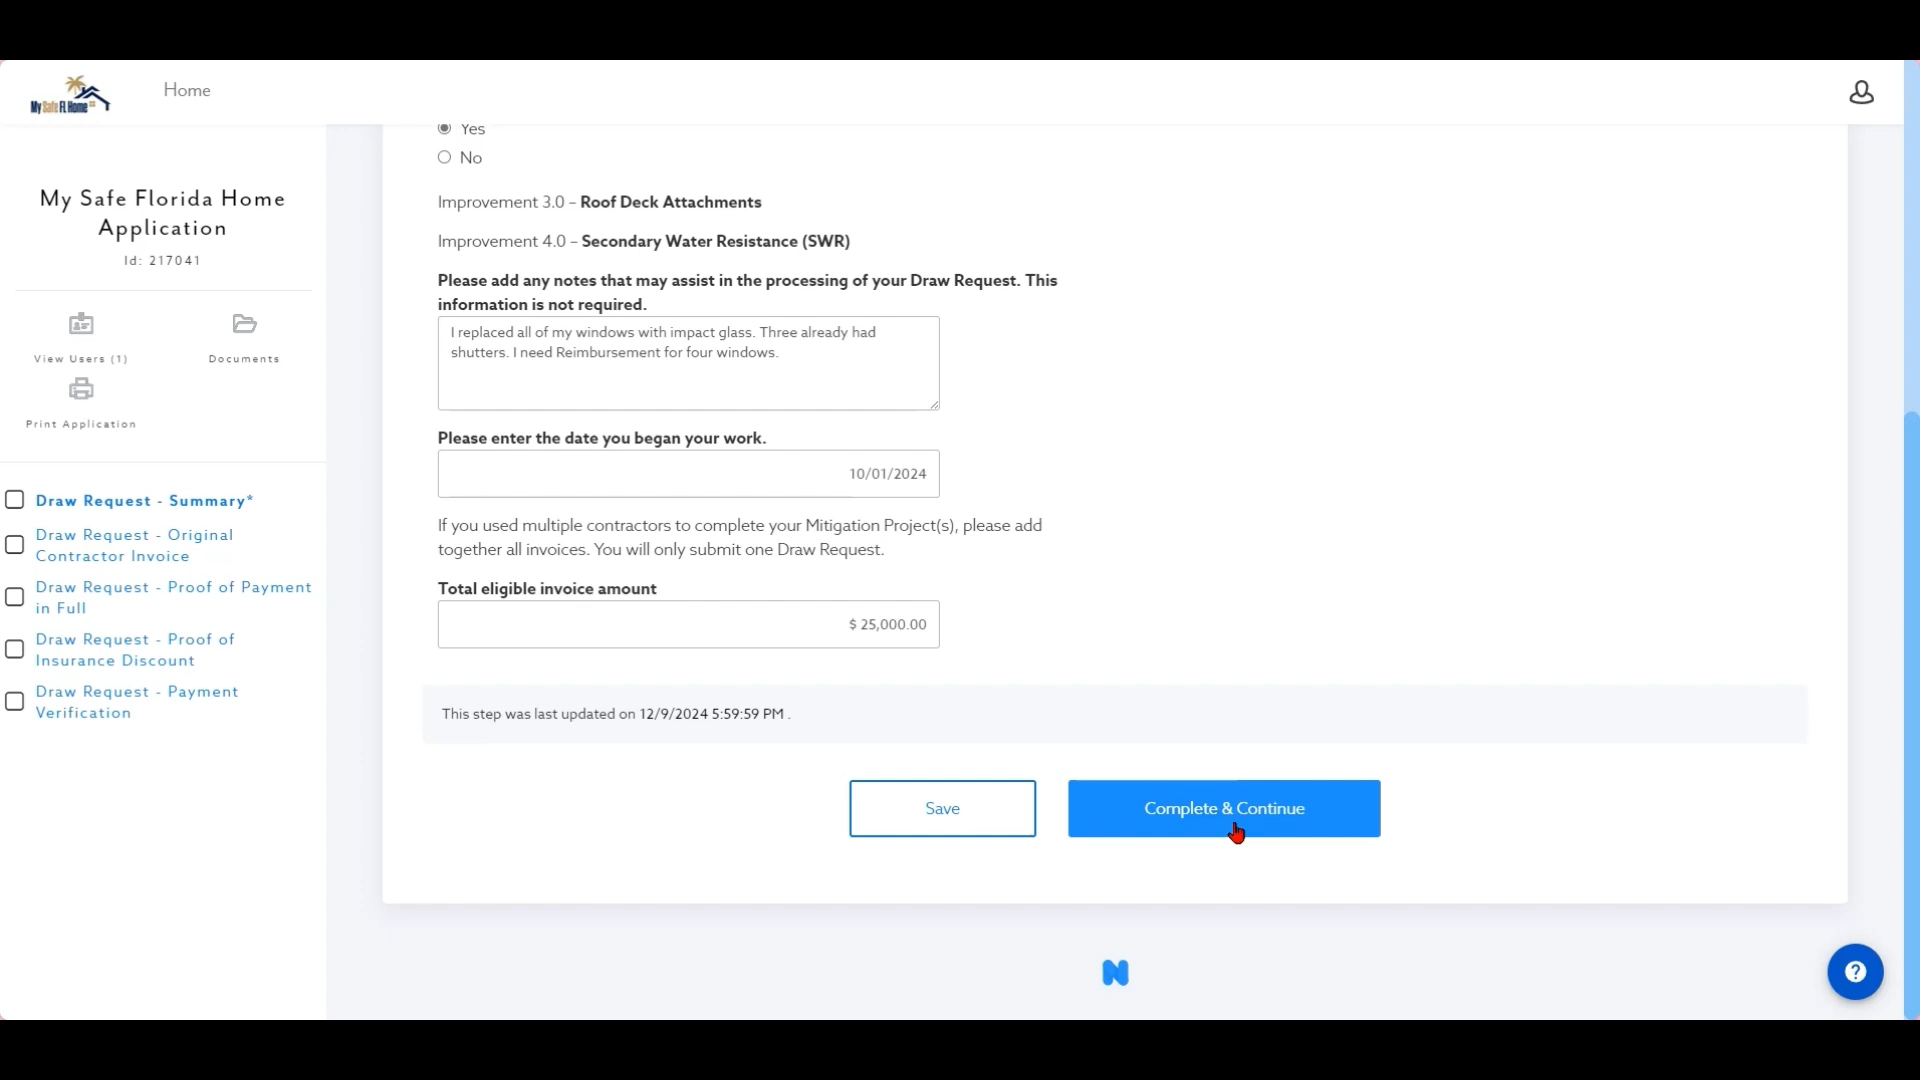 My Safe FL Home
Home
My Safe Florida Home
Application
Id: 217041
View Users (1)
Documents
Print Application
Draw Request - Summary*
Draw Request - Original
Contractor Invoice
Draw Request - Proof of Payment
in Full
Draw Request - Proof of
Insurance Discount
Draw Request - Payment
Verification
Yes
No
Improvement 3.0 – Roof Deck Attachments
Improvement 4.0 – Secondary Water Resistance (SWR)
Please add any notes that may assist in the processing of your Draw Request. This
information is not required.
I replaced all of my windows with impact glass. Three already had
shutters. I need Reimbursement for four windows.
Please enter the date you began your work.
10/01/2024
If you used multiple contractors to complete your Mitigation Project(s), please add
together all invoices. You will only submit one Draw Request.
Total eligible invoice amount
$ 25,000.00
This step was last updated on 12/9/2024 5:59:59 PM .
Save
Complete & Continue
N
?